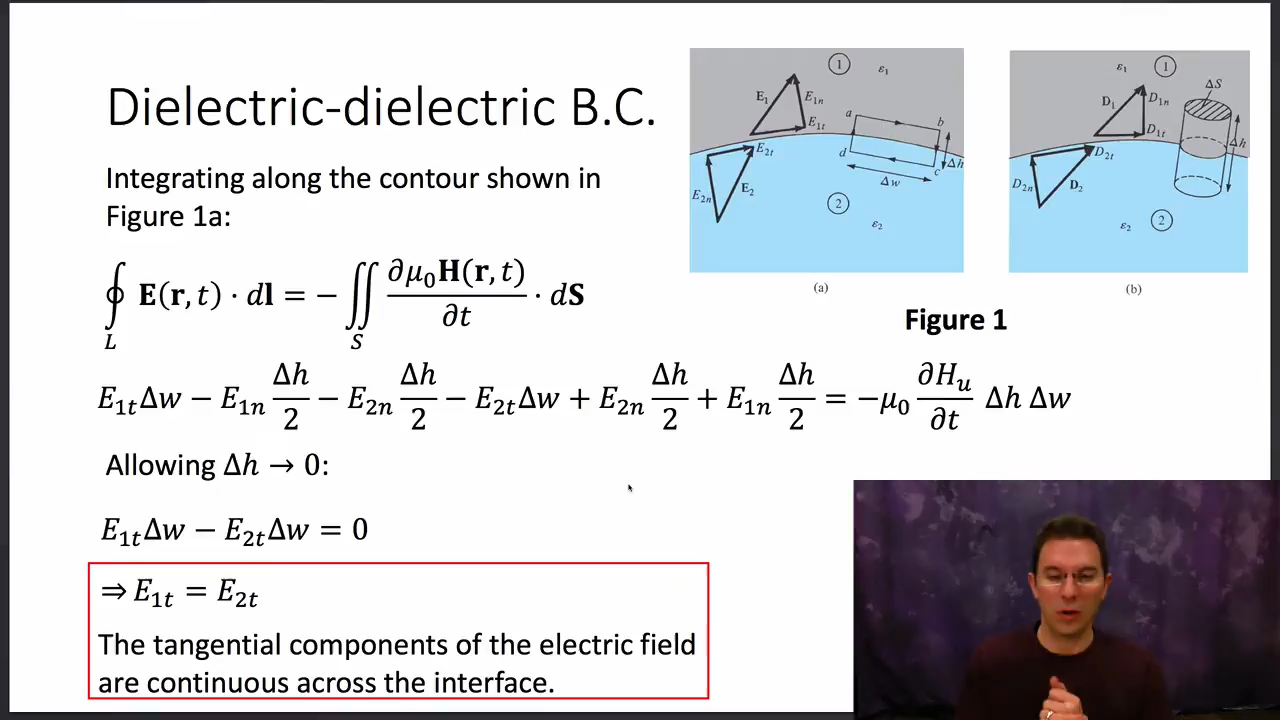 Dielectric-dielectric B.C.
Integrating along the contour shown in
Figure 1a:
∮_L 𝐄(𝐫, t) · d𝐥 = − ∬_S ∂μ₀𝐇(𝐫, t)/∂t · d𝐒
E₁ₜΔw − E₁ₙ Δh/2 − E₂ₙ Δh/2 − E₂ₜΔw + E₂ₙ Δh/2 + E₁ₙ Δh/2 = −μ₀ ∂Hᵤ/∂t Δh Δw
Allowing Δh → 0:
E₁ₜΔw − E₂ₜΔw = 0
⇒ E₁ₜ = E₂ₜ
The tangential components of the electric field
are continuous across the interface.
① ε₁
E₁ E₁ₙ
E₁ₜ
a b
E₂ₜ
d c Δh
Δw
E₂ₙ E₂
②
ε₂
(a)
ε₁ ①
ΔS
D₁ D₁ₙ
D₁ₜ
Δh
D₂ₜ
D₂ₙ D₂
ε₂ ②
(b)
Figure 1